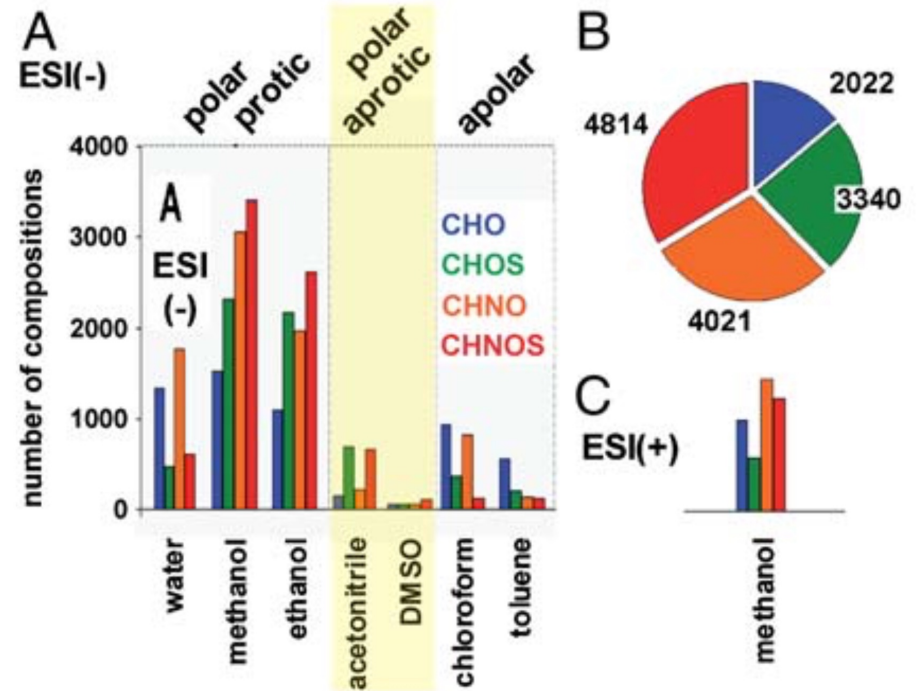 A
ESI(-)
polar
protic
polar
aprotic
apolar
number of compositions
4000
3000
2000
1000
0
A
ESI
(-)
CHO
CHOS
CHNO
CHNOS
water
methanol
ethanol
acetonitrile
DMSO
chloroform
toluene
B
2022
4814
3340
4021
C
ESI(+)
methanol